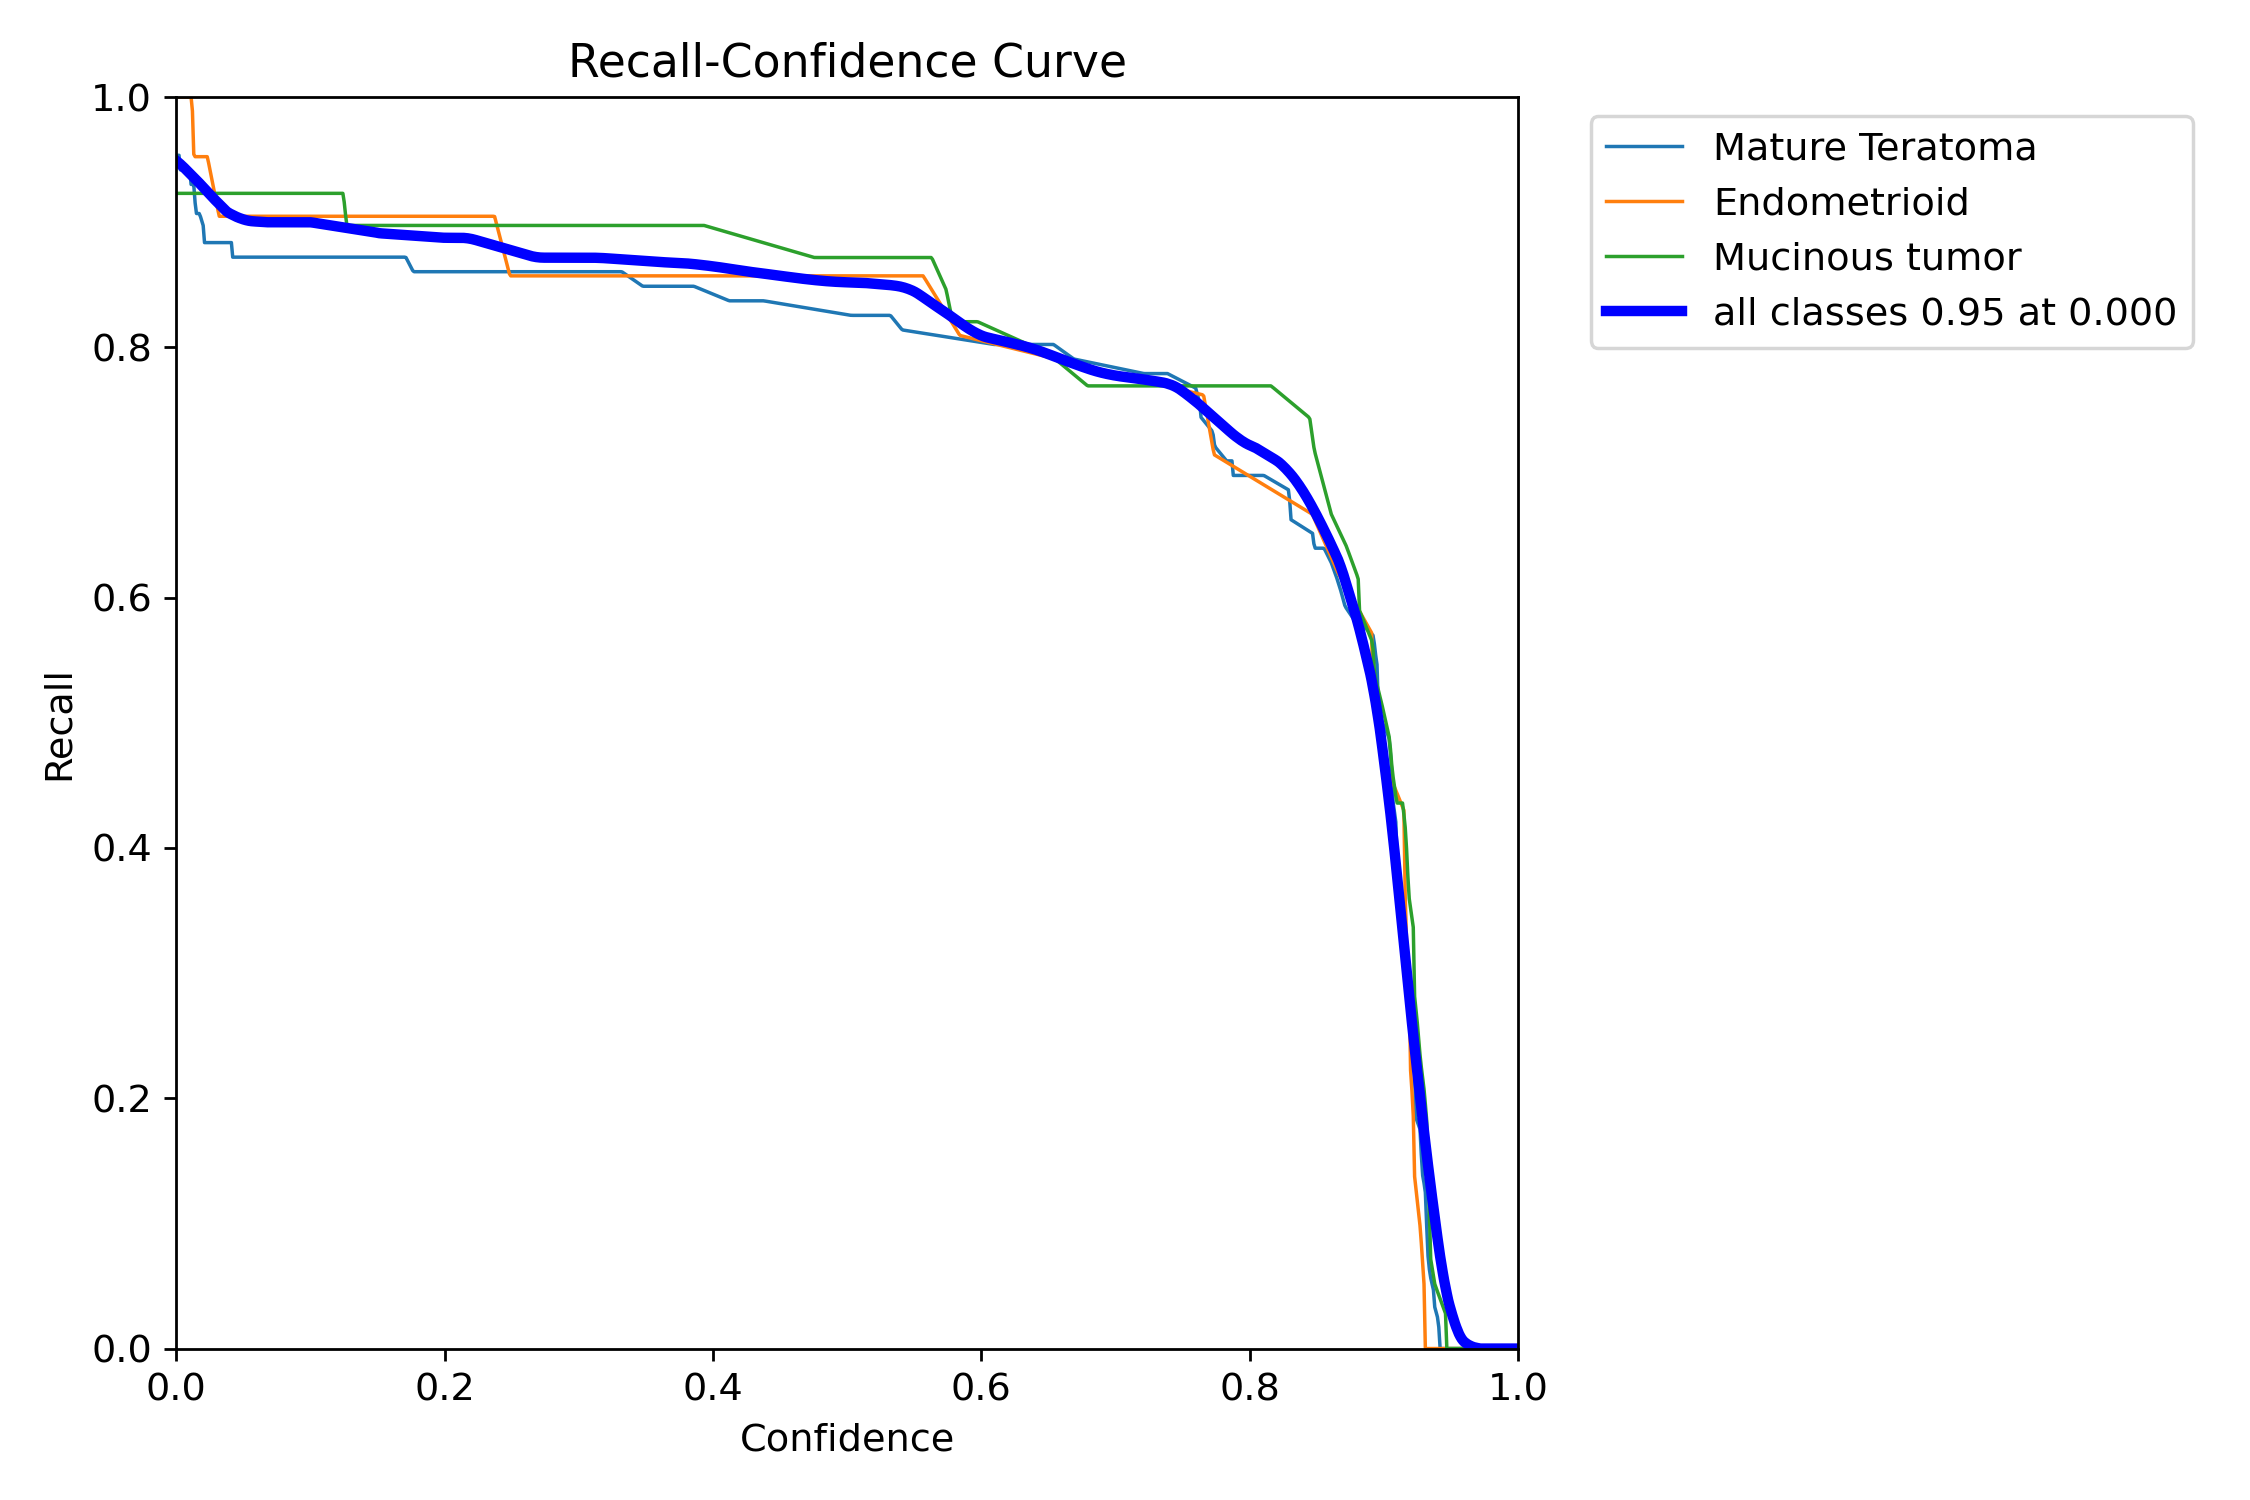 Recall-Confidence Curve
1.0
0.8
0.6
0.4
0.2
0.0
Recall
0.0 0.2 0.4 0.6 0.8 1.0
Confidence
Mature Teratoma
Endometrioid
Mucinous tumor
all classes 0.95 at 0.000